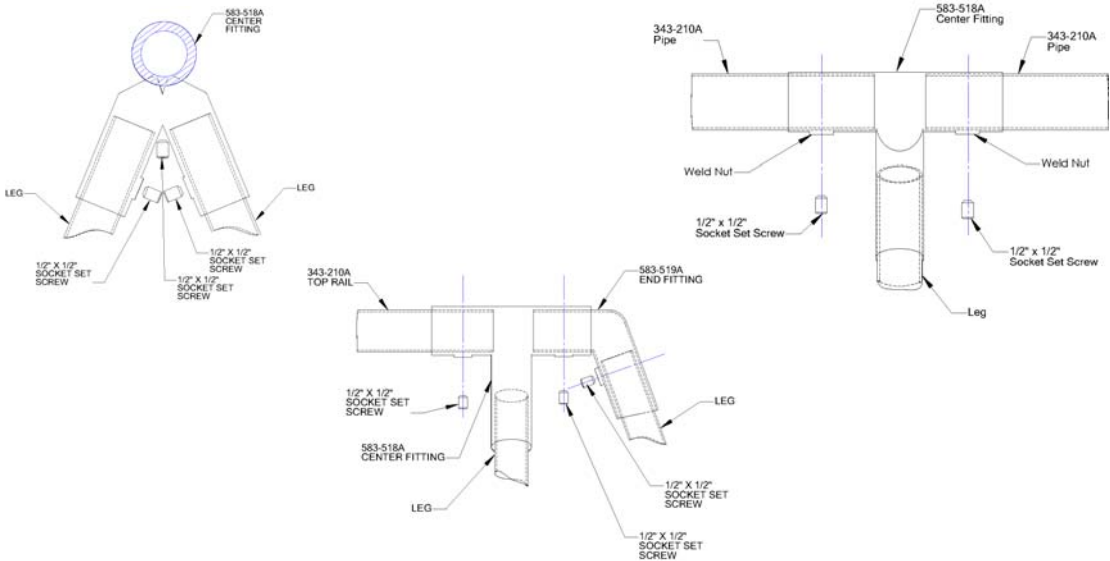 583-518A
CENTER
FITTING
LEG
LEG
1/2" X 1/2"
SOCKET SET
SCREW
1/2" X 1/2"
SOCKET SET
SCREW
1/2" X 1/2"
SOCKET SET
SCREW
583-518A
Center Fitting
343-210A
Pipe
343-210A
Pipe
Weld Nut
Weld Nut
1/2" x 1/2"
Socket Set Screw
1/2" x 1/2"
Socket Set Screw
Leg
343-210A
TOP RAIL
583-519A
END FITTING
1/2" X 1/2"
SOCKET SET
SCREW
LEG
583-518A
CENTER FITTING
LEG
1/2" X 1/2"
SOCKET SET
SCREW
1/2" X 1/2"
SOCKET SET
SCREW